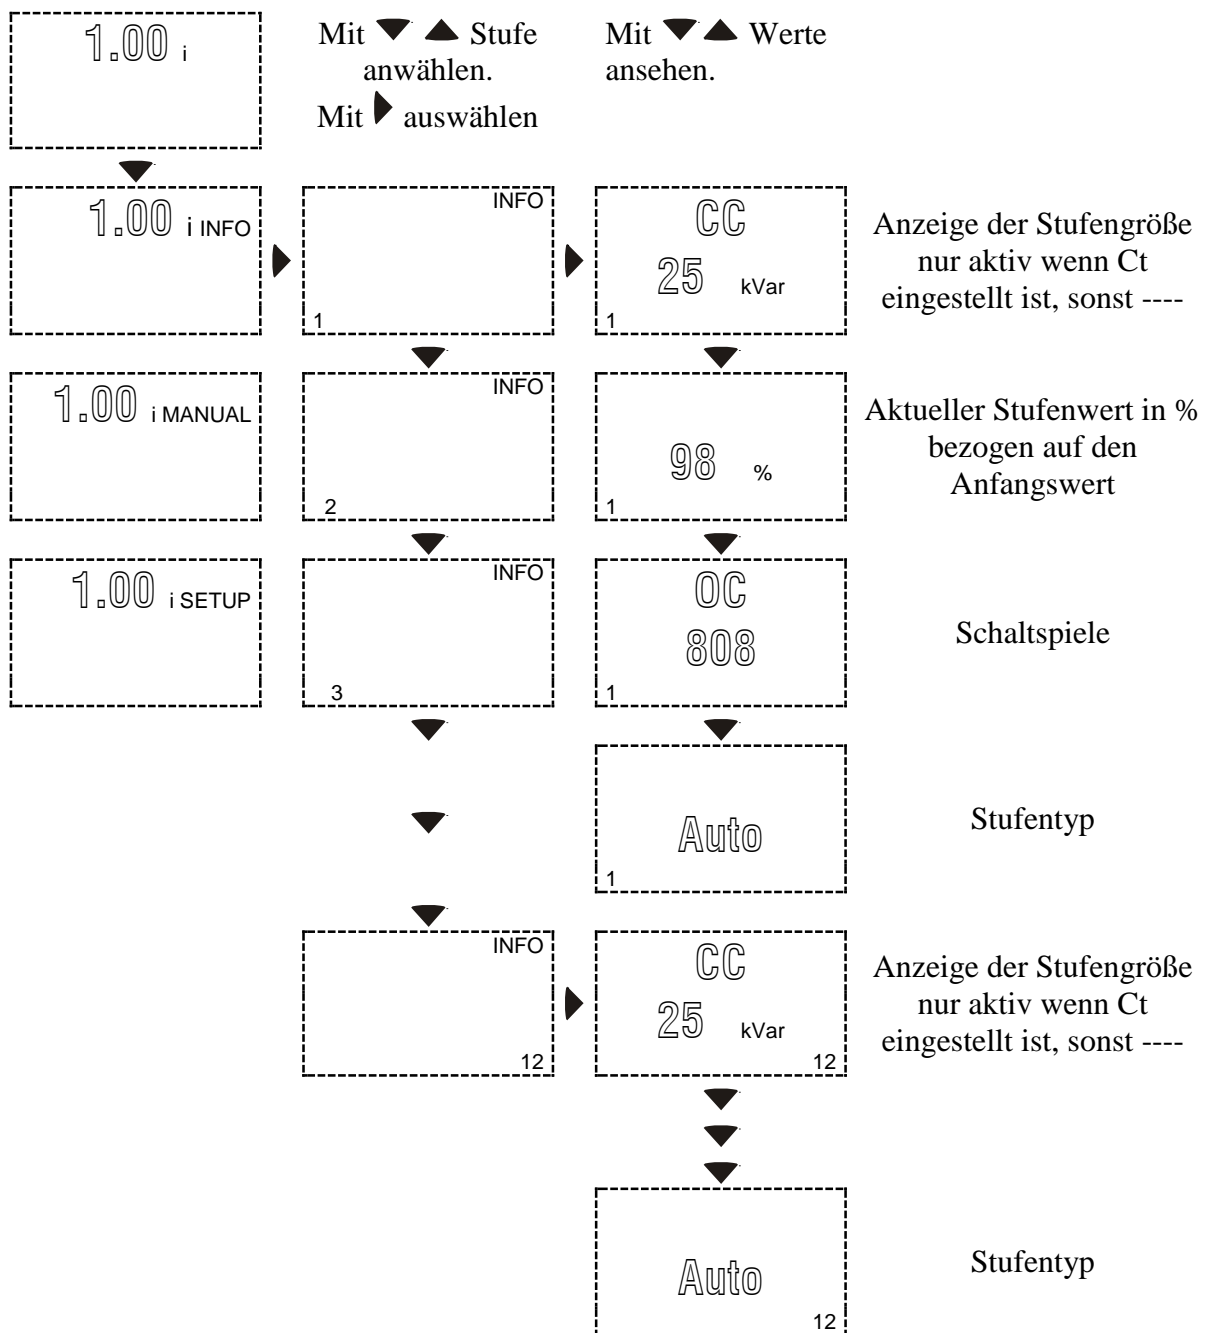 1.00 i
Mit ▼ ▲ Stufe
anwählen.
Mit ▶ auswählen
Mit ▼ ▲ Werte
ansehen.
1.00 i INFO
INFO
1
CC
25 kVar
1
Anzeige der Stufengröße
nur aktiv wenn Ct
eingestellt ist, sonst ----
1.00 i MANUAL
INFO
2
98 %
1
Aktueller Stufenwert in %
bezogen auf den
Anfangswert
1.00 i SETUP
INFO
3
OC
808
1
Schaltspiele
Auto
1
Stufentyp
INFO
12
CC
25 kVar
12
Anzeige der Stufengröße
nur aktiv wenn Ct
eingestellt ist, sonst ----
Auto
12
Stufentyp